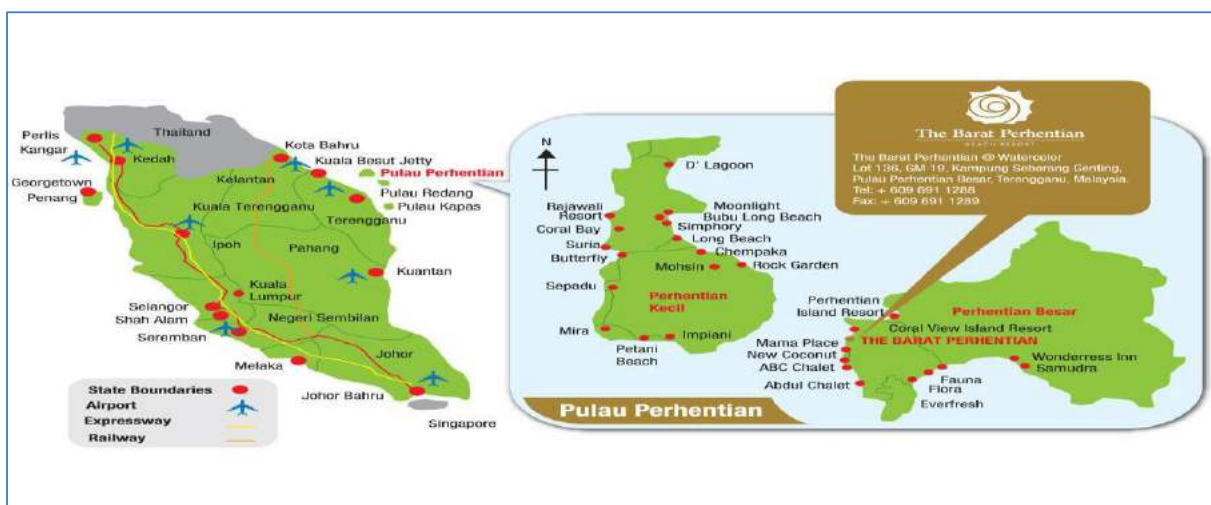 Perlis
Kangar
Thailand
Kedah
Georgetown
Penang
Kota Bahru
Kuala Besut Jetty
Kelantan
Pulau Perhentian
Pulau Redang
Pulau Kapas
Kuala Terengganu
Terengganu
Ipoh
Pahang
Kuantan
Kuala
Lumpur
Selangor
Shah Alam
Seremban
Negeri Sembilan
Melaka
Johor
Johor Bahru
Singapore
State Boundaries
Airport
Expressway
Railway
N
D' Lagoon
Rajawali
Resort
Coral Bay
Suria
Butterfly
Moonlight
Bubu Long Beach
Simphory
Long Beach
Chempaka
Mohsin
Rock Garden
Sepadu
Perhentian
Kecil
Mira
Petani
Beach
Impiani
Pulau Perhentian
The Barat Perhentian
BEACH RESORT
The Barat Perhentian @ Watercolor
Lot 136, GM 19, Kampung Seberang Genting,
Pulau Perhentian Besar, Terengganu, Malaysia.
Tel: + 609 691 1288
Fax: + 609 691 1289
Perhentian
Island Resort
Perhentian Besar
Coral View Island Resort
THE BARAT PERHENTIAN
Mama Place
New Coconut
ABC Chalet
Abdul Chalet
Wonderress Inn
Samudra
Fauna
Flora
Everfresh